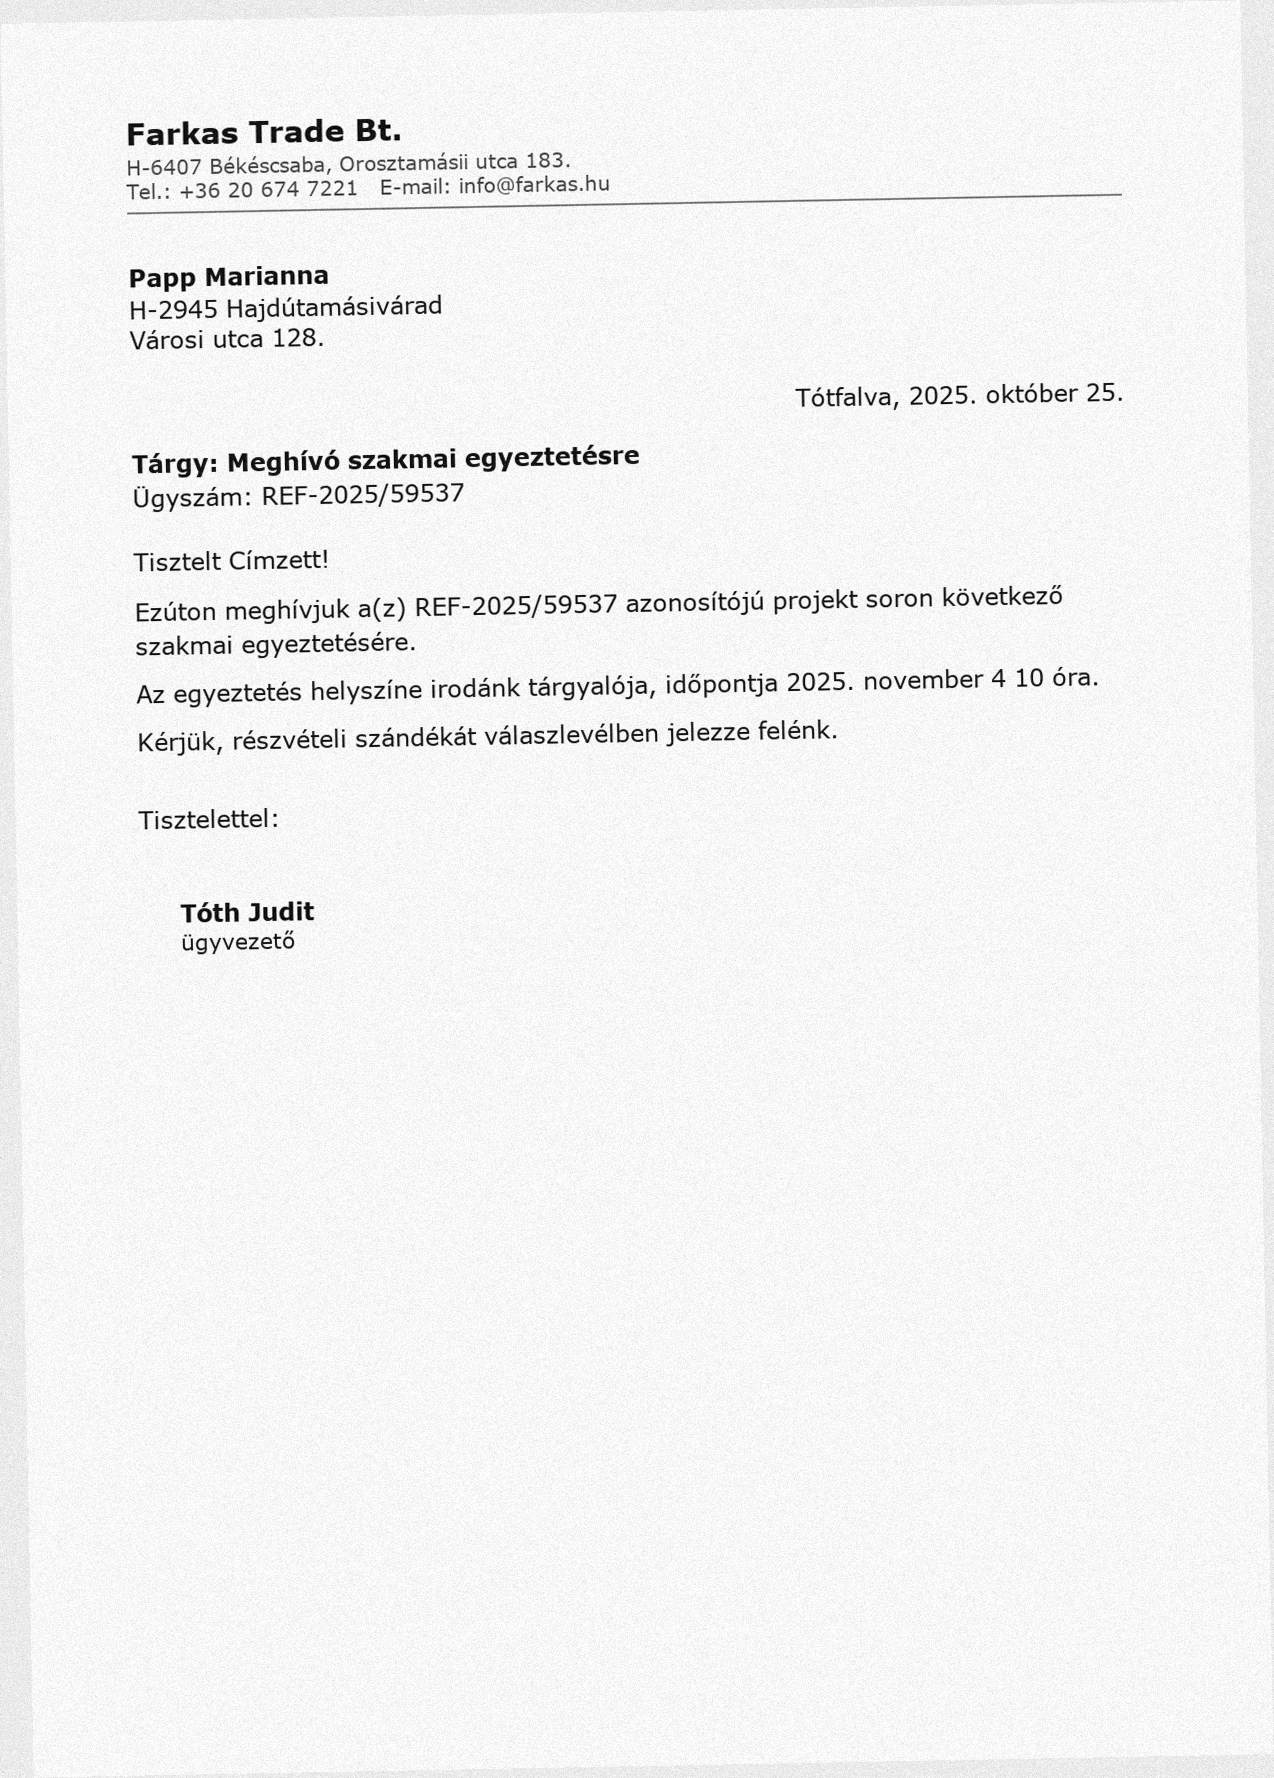 Farkas Trade Bt.
H-6407 Békéscsaba, Orosztamásii utca 183.
Tel.: +36 20 674 7221 E-mail: info@farkas.hu
Papp Marianna
H-2945 Hajdútamásivárad
Városi utca 128.
Tótfalva, 2025. október 25.
Tárgy: Meghívó szakmai egyeztetésre
Ügyszám: REF-2025/59537
Tisztelt Címzett!
Ezúton meghívjuk a(z) REF-2025/59537 azonosítójú projekt soron következő
szakmai egyeztetésére.
Az egyeztetés helyszíne irodánk tárgyalója, időpontja 2025. november 4 10 óra.
Kérjük, részvételi szándékát válaszlevélben jelezze felénk.
Tisztelettel:
Tóth Judit
ügyvezető